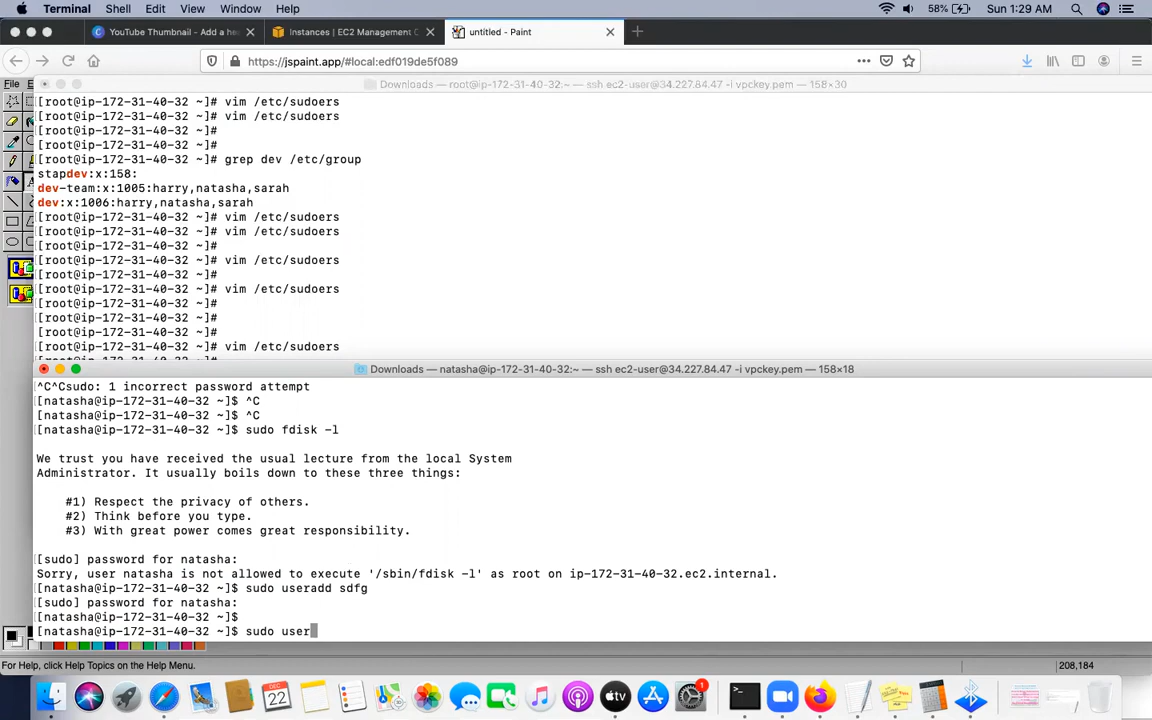 Terminal Shell Edit View Window Help 58% Sun 1:29 AM
YouTube Thumbnail - Add a he Instances | EC2 Management C untitled - Paint
https://jspaint.app/#local:edf019de5f089
File
Downloads — root@ip-172-31-40-32:~ — ssh ec2-user@34.227.84.47 -i vpckey.pem — 158×30
[root@ip-172-31-40-32 ~]# vim /etc/sudoers
[root@ip-172-31-40-32 ~]# vim /etc/sudoers
[root@ip-172-31-40-32 ~]#
[root@ip-172-31-40-32 ~]#
[root@ip-172-31-40-32 ~]# grep dev /etc/group
stapdev:x:158:
dev-team:x:1005:harry,natasha,sarah
dev:x:1006:harry,natasha,sarah
[root@ip-172-31-40-32 ~]# vim /etc/sudoers
[root@ip-172-31-40-32 ~]# vim /etc/sudoers
[root@ip-172-31-40-32 ~]#
[root@ip-172-31-40-32 ~]# vim /etc/sudoers
[root@ip-172-31-40-32 ~]#
[root@ip-172-31-40-32 ~]# vim /etc/sudoers
[root@ip-172-31-40-32 ~]#
[root@ip-172-31-40-32 ~]#
[root@ip-172-31-40-32 ~]#
[root@ip-172-31-40-32 ~]# vim /etc/sudoers
Downloads — natasha@ip-172-31-40-32:~ — ssh ec2-user@34.227.84.47 -i vpckey.pem — 158×18
^C^Csudo: 1 incorrect password attempt
[natasha@ip-172-31-40-32 ~]$ ^C
[natasha@ip-172-31-40-32 ~]$ ^C
[natasha@ip-172-31-40-32 ~]$ sudo fdisk -l
We trust you have received the usual lecture from the local System
Administrator. It usually boils down to these three things:
#1) Respect the privacy of others.
#2) Think before you type.
#3) With great power comes great responsibility.
[sudo] password for natasha:
Sorry, user natasha is not allowed to execute '/sbin/fdisk -l' as root on ip-172-31-40-32.ec2.internal.
[natasha@ip-172-31-40-32 ~]$ sudo useradd sdfg
[sudo] password for natasha:
[natasha@ip-172-31-40-32 ~]$
[natasha@ip-172-31-40-32 ~]$ sudo user
For Help, click Help Topics on the Help Menu. 208,184
DEC
22
tv
1